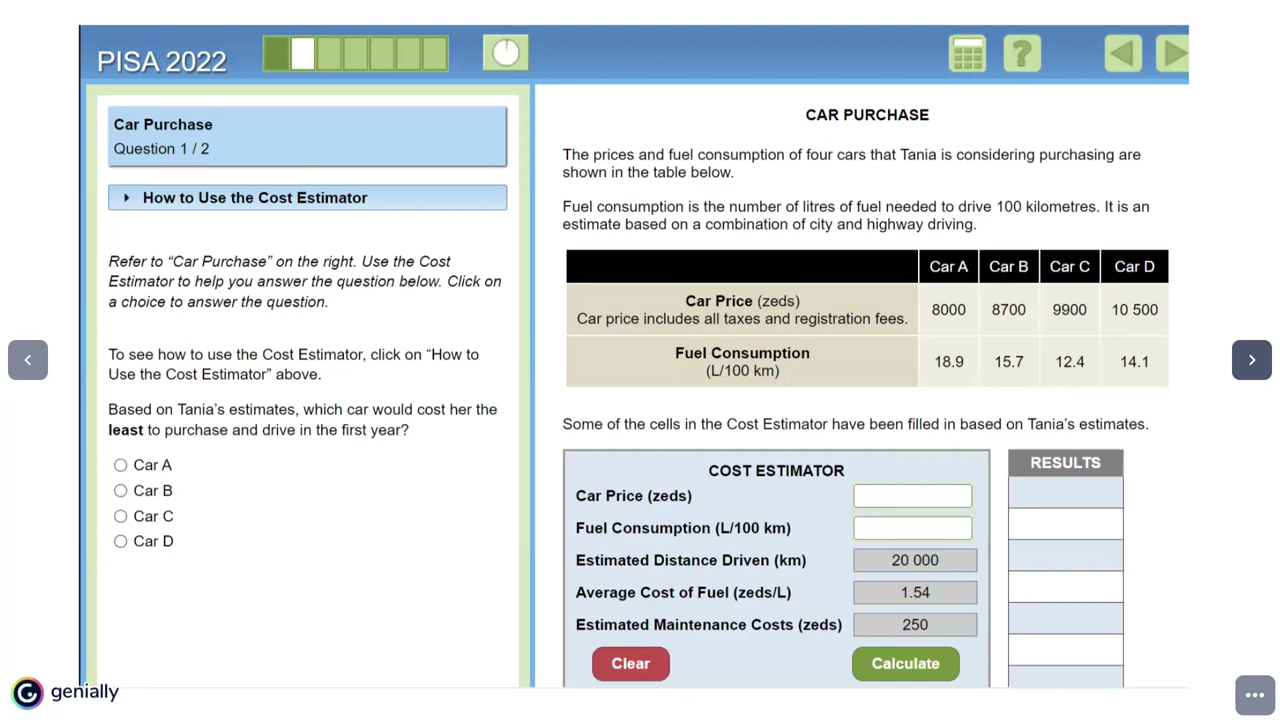 PISA 2022
?
Car Purchase
Question 1 / 2
How to Use the Cost Estimator
Refer to “Car Purchase” on the right. Use the Cost
Estimator to help you answer the question below. Click on
a choice to answer the question.
To see how to use the Cost Estimator, click on “How to
Use the Cost Estimator” above.
Based on Tania’s estimates, which car would cost her the
least to purchase and drive in the first year?
Car A
Car B
Car C
Car D
CAR PURCHASE
The prices and fuel consumption of four cars that Tania is considering purchasing are
shown in the table below.
Fuel consumption is the number of litres of fuel needed to drive 100 kilometres. It is an
estimate based on a combination of city and highway driving.
Car A Car B Car C Car D
Car Price (zeds)
Car price includes all taxes and registration fees.
8000 8700 9900 10 500
Fuel Consumption
(L/100 km)
18.9 15.7 12.4 14.1
Some of the cells in the Cost Estimator have been filled in based on Tania’s estimates.
COST ESTIMATOR
Car Price (zeds)
Fuel Consumption (L/100 km)
Estimated Distance Driven (km) 20 000
Average Cost of Fuel (zeds/L) 1.54
Estimated Maintenance Costs (zeds) 250
Clear Calculate
RESULTS
genially